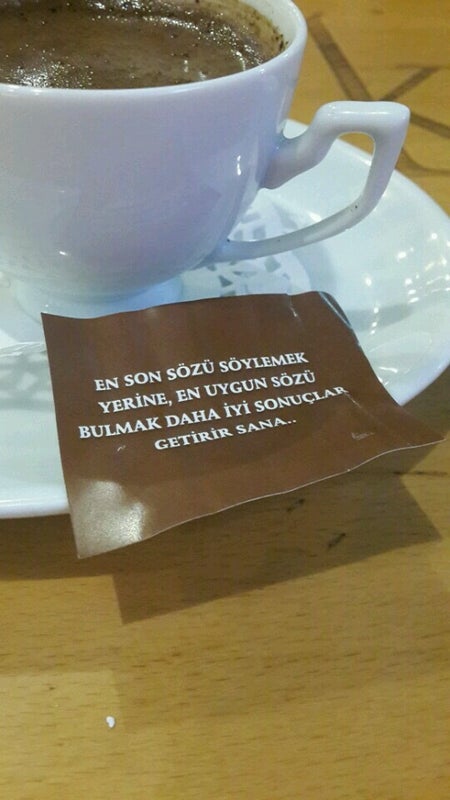 EN SON SÖZÜ SÖYLEMEK
YERİNE, EN UYGUN SÖZÜ
BULMAK DAHA İYİ SONUÇLAR
GETİRİR SANA..